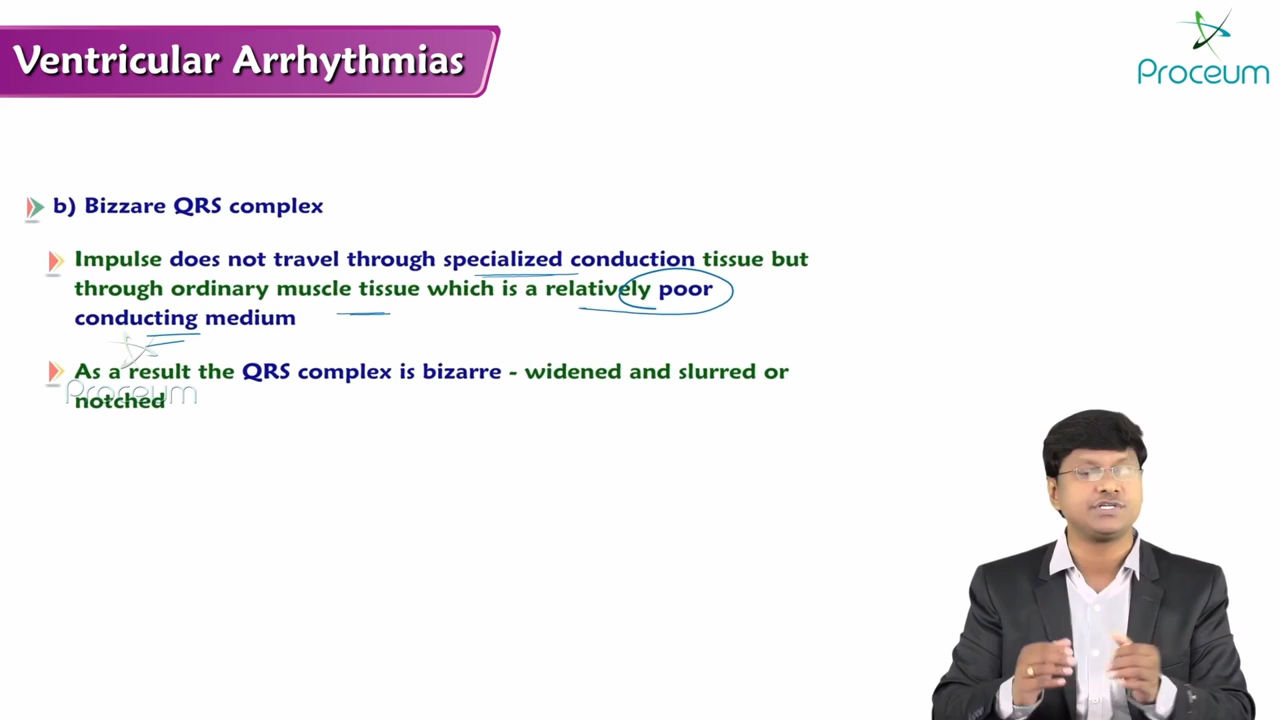 Ventricular Arrhythmias
Proceum
b) Bizzare QRS complex
Impulse does not travel through specialized conduction tissue but
through ordinary muscle tissue which is a relatively poor
conducting medium
As a result the QRS complex is bizarre - widened and slurred or
notched
Proceum